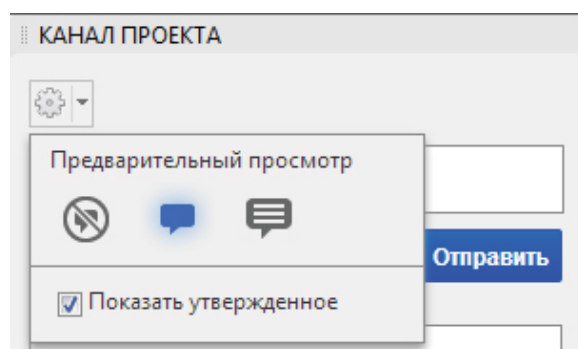 КАНАЛ ПРОЕКТА
Предварительный просмотр
Отправить
Показать утвержденное